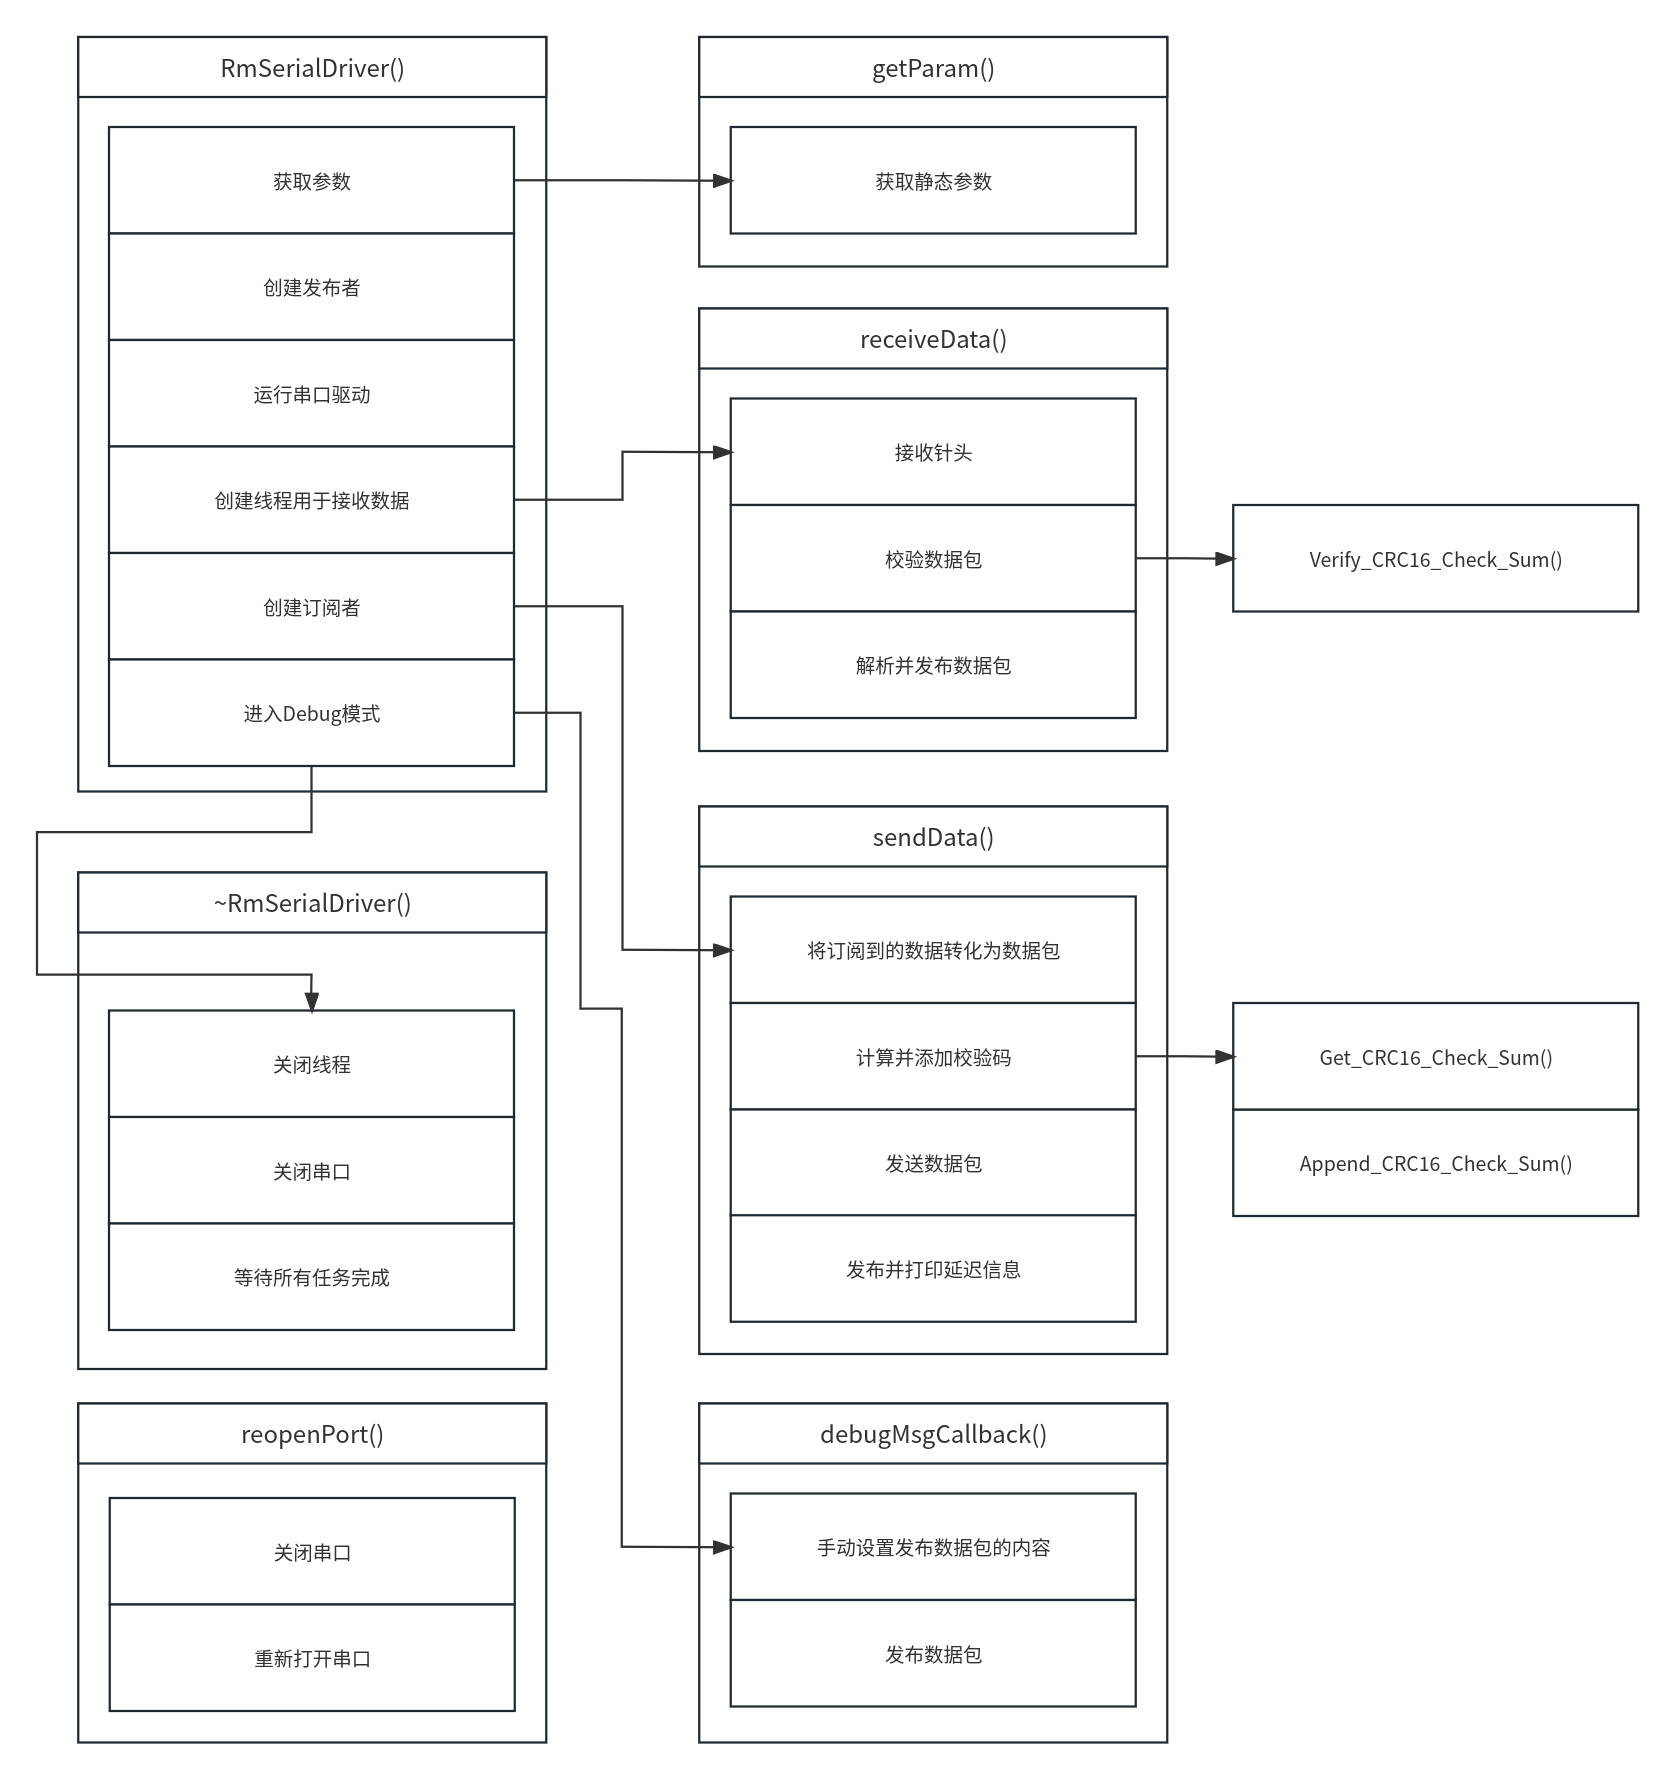 RmSerialDriver()
获取参数
创建发布者
运行串口驱动
创建线程用于接收数据
创建订阅者
进入Debug模式
~RmSerialDriver()
关闭线程
关闭串口
等待所有任务完成
reopenPort()
关闭串口
重新打开串口
getParam()
获取静态参数
receiveData()
接收针头
校验数据包
解析并发布数据包
sendData()
将订阅到的数据转化为数据包
计算并添加校验码
发送数据包
发布并打印延迟信息
debugMsgCallback()
手动设置发布数据包的内容
发布数据包
Verify_CRC16_Check_Sum()
Get_CRC16_Check_Sum()
Append_CRC16_Check_Sum()